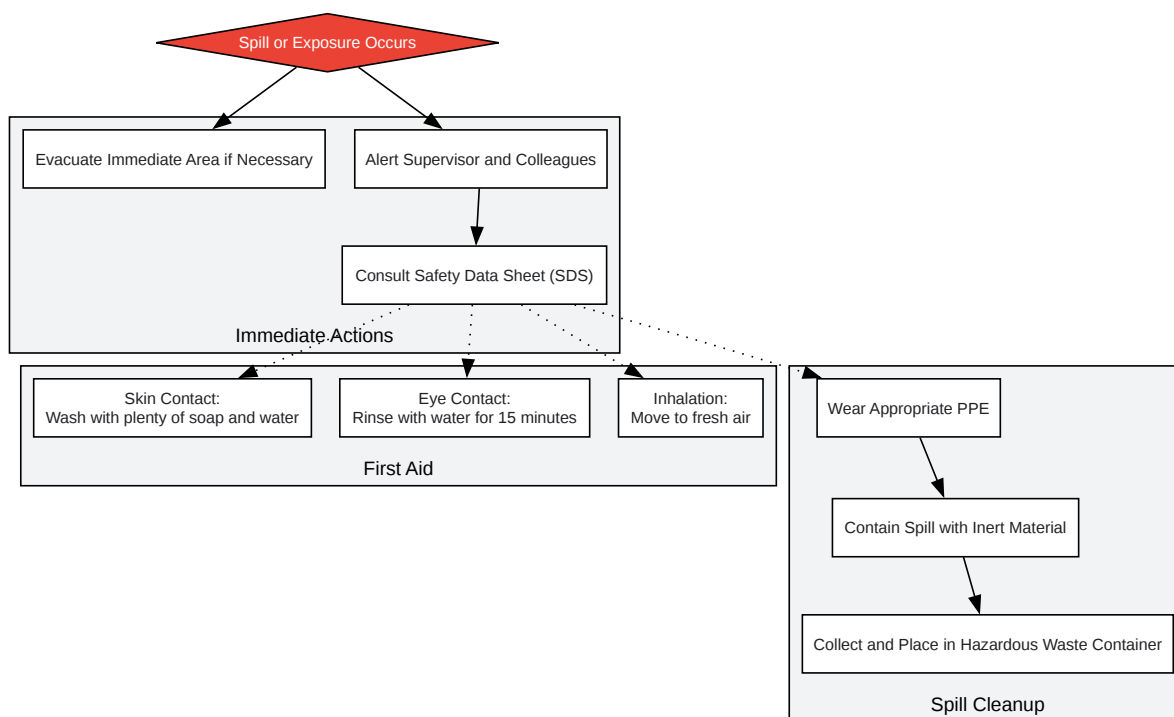 Spill or Exposure Occurs
Evacuate Immediate Area if Necessary
Alert Supervisor and Colleagues
Consult Safety Data Sheet (SDS)
Immediate Actions
Skin Contact:
Wash with plenty of soap and water
Eye Contact:
Rinse with water for 15 minutes
Inhalation:
Move to fresh air
First Aid
Wear Appropriate PPE
Contain Spill with Inert Material
Collect and Place in Hazardous Waste Container
Spill Cleanup